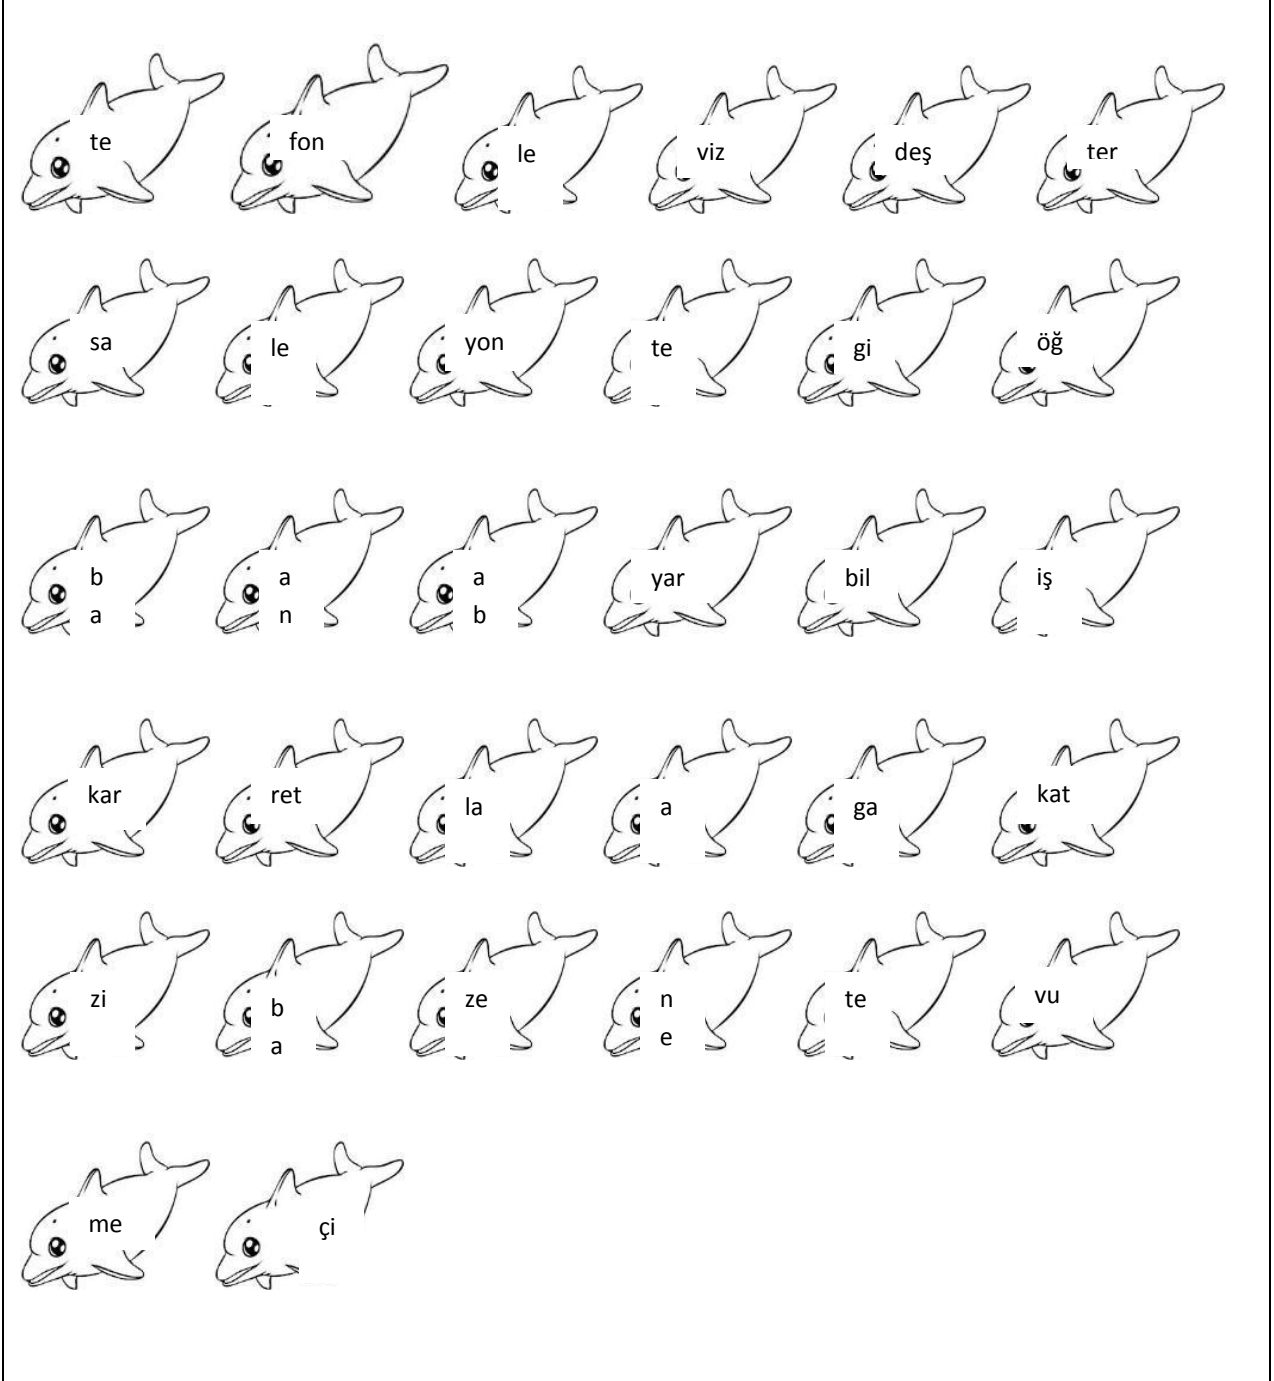 te fon le viz deş ter
sa le yon te gi öğ
b a a yar bil iş
a n b
kar ret la a ga kat
zi b ze n te vu
a e
me çi